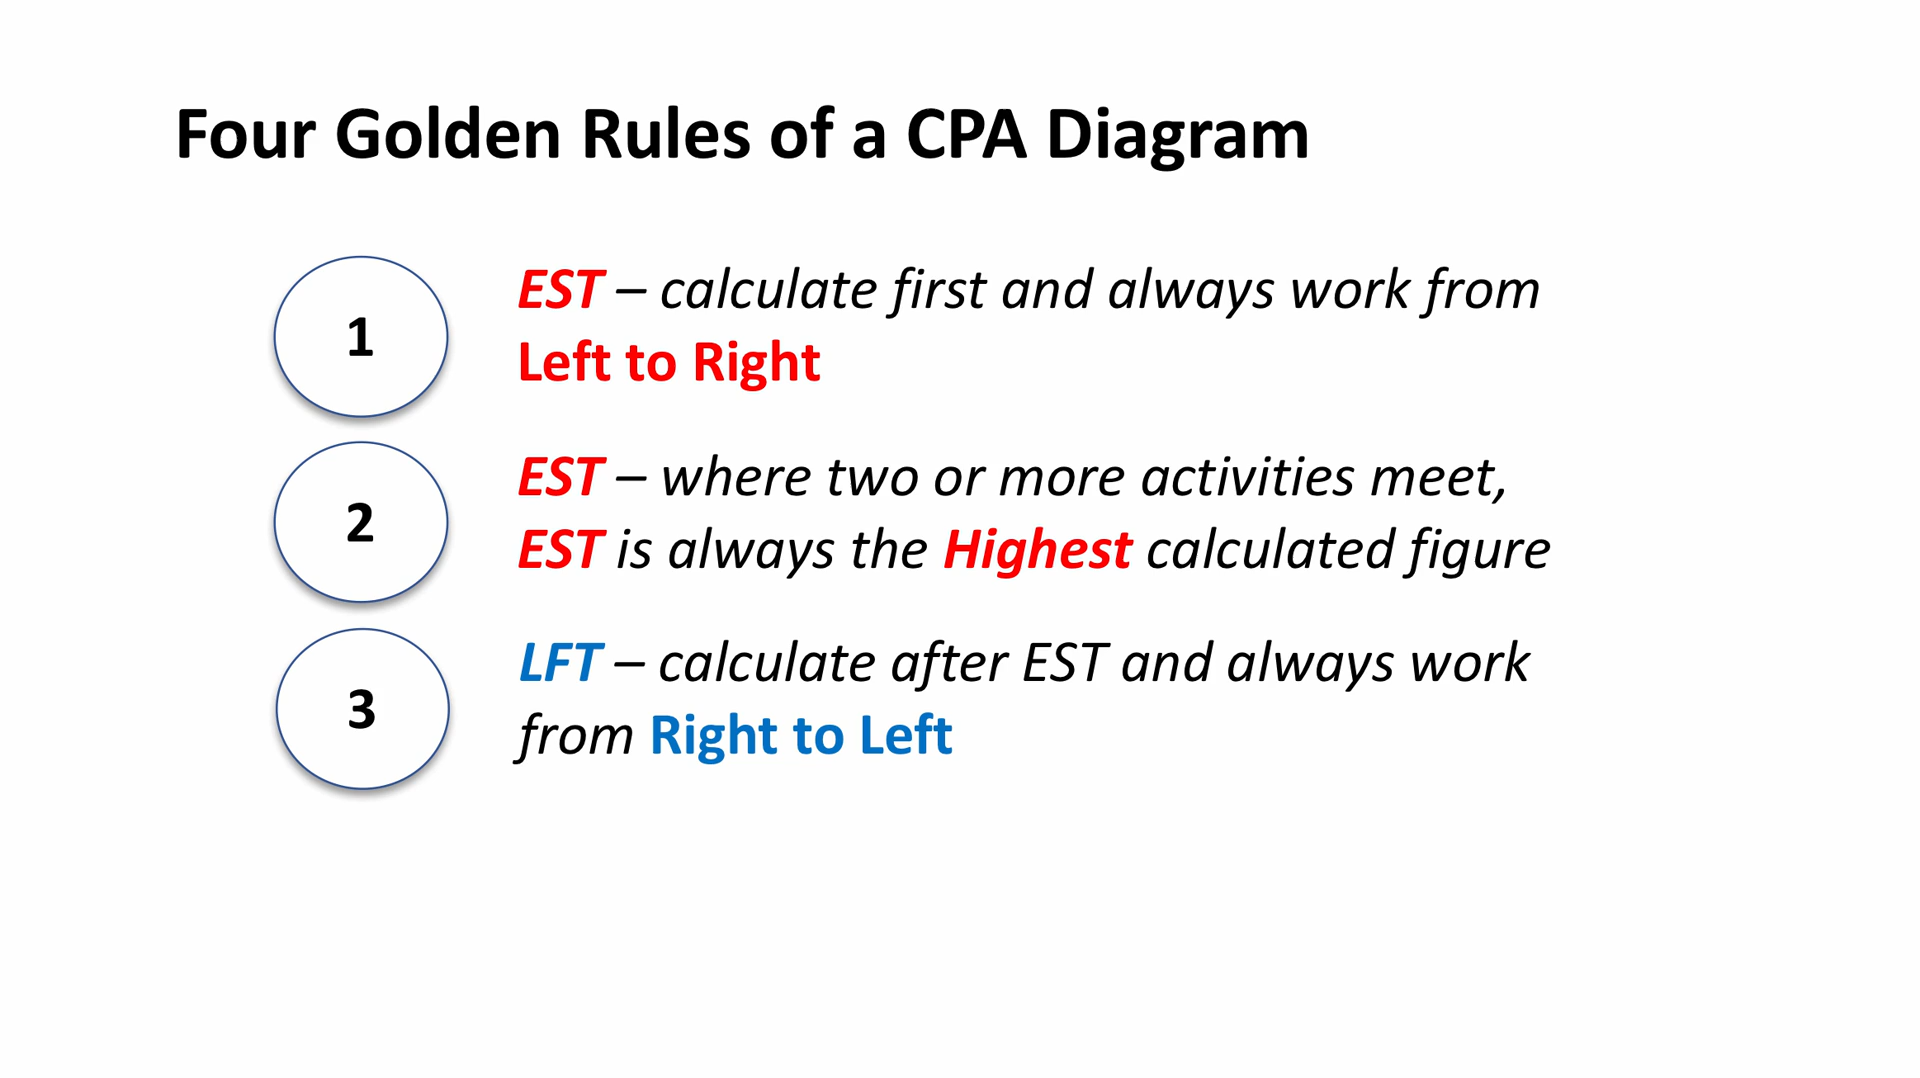 Four Golden Rules of a CPA Diagram
1
EST – calculate first and always work from
Left to Right
2
EST – where two or more activities meet,
EST is always the Highest calculated figure
3
LFT – calculate after EST and always work
from Right to Left